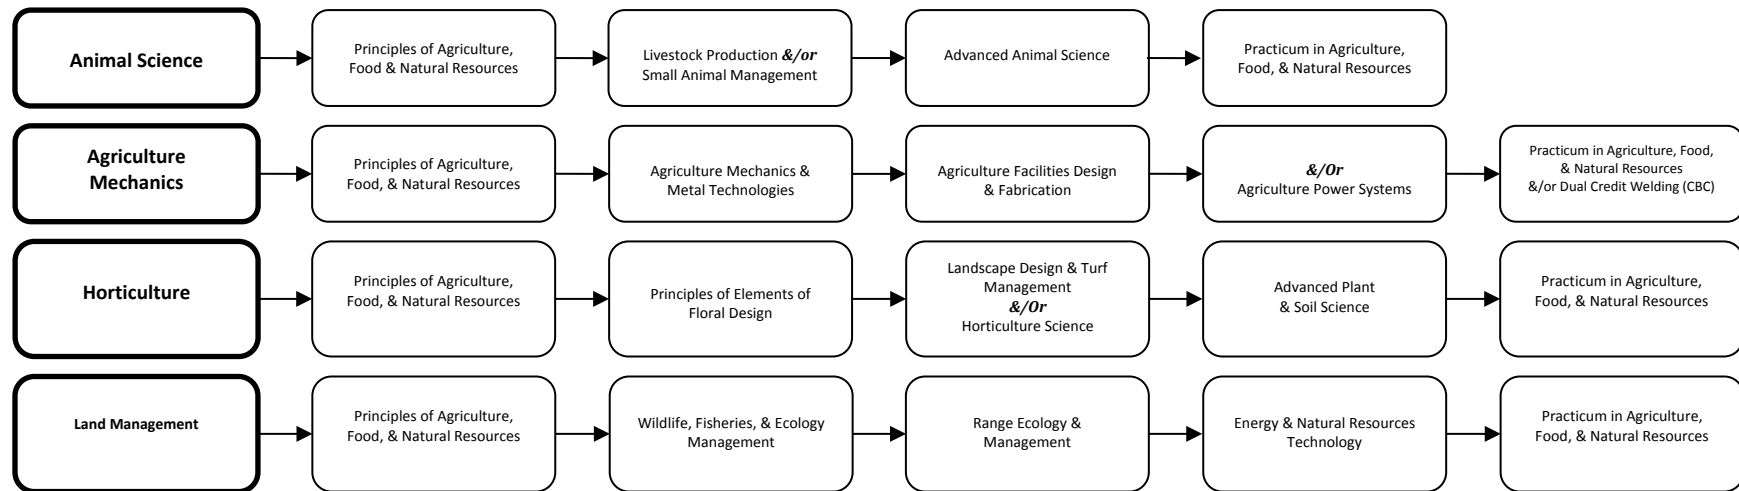 Animal Science
Principles of Agriculture,
Food & Natural Resources
Livestock Production &/or
Small Animal Management
Advanced Animal Science
Practicum in Agriculture,
Food, & Natural Resources
Agriculture
Mechanics
Principles of Agriculture,
Food, & Natural Resources
Agriculture Mechanics &
Metal Technologies
Agriculture Facilities Design
& Fabrication
&/Or
Agriculture Power Systems
Practicum in Agriculture, Food,
& Natural Resources
&/or Dual Credit Welding (CBC)
Horticulture
Principles of Agriculture,
Food, & Natural Resources
Principles of Elements of
Floral Design
Landscape Design & Turf
Management
&/Or
Horticulture Science
Advanced Plant
& Soil Science
Practicum in Agriculture,
Food, & Natural Resources
Land Management
Principles of Agriculture,
Food, & Natural Resources
Wildlife, Fisheries, & Ecology
Management
Range Ecology &
Management
Energy & Natural Resources
Technology
Practicum in Agriculture,
Food, & Natural Resources